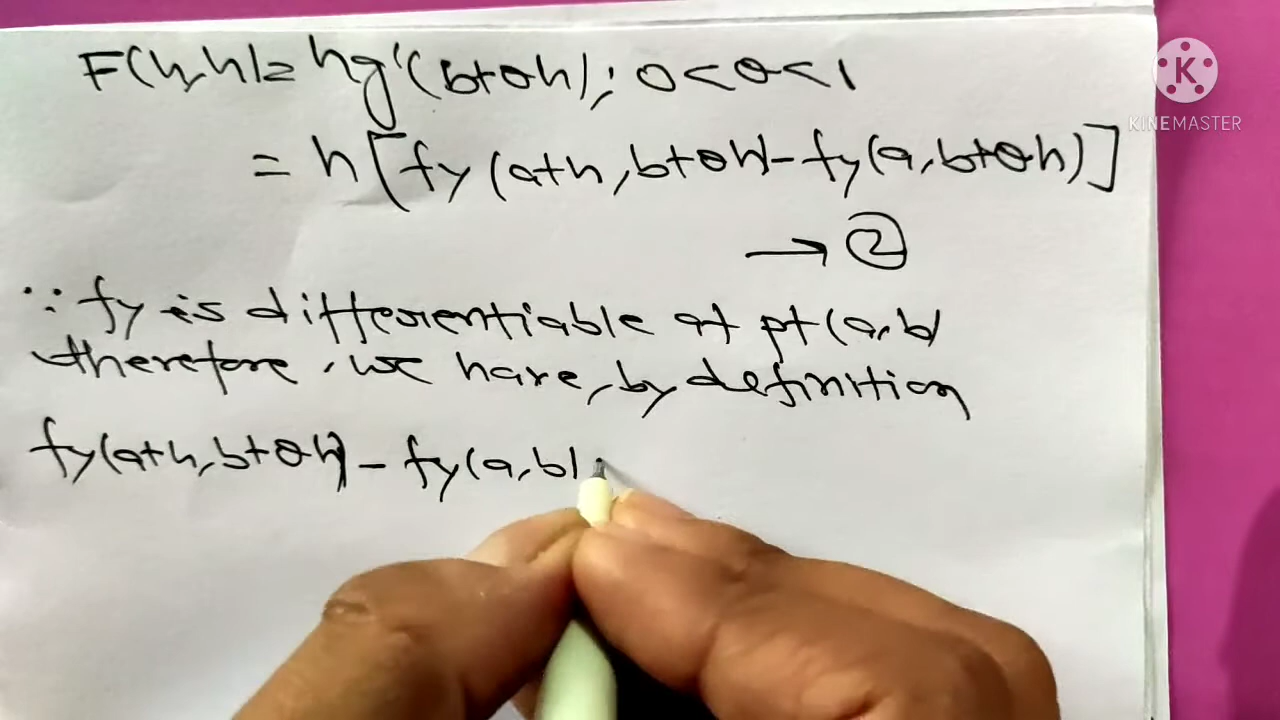 F(h,h)= hg'(b+θh); 0<θ<1
= h[fy(a+h,b+θh)-fy(a,b+θh)]
→ ②
∵ fy is differentiable at pt(a,b)
therefore, we have, by definition
fy(a+h,b+θh) - fy(a,b)
K
KINEMASTER